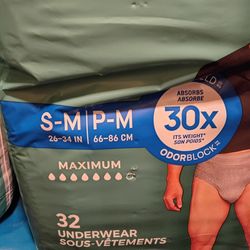 ABSORBS
ABSORBE
30x
ITS WEIGHT*
SON POIDS*
ODORBLOCK
S-M | P-M
26-34 IN | 66-86 CM
MAXIMUM
32
UNDERWEAR
SOUS-VÊTEMENTS